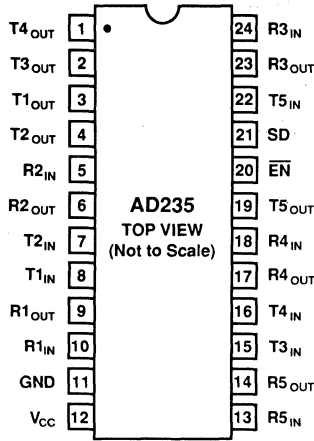 T4OUT 1 24 R3IN
T3OUT 2 23 R3OUT
T1OUT 3 22 T5IN
T2OUT 4 21 SD
R2IN 5 20 E̅N̅
R2OUT 6 19 T5OUT
T2IN 7 18 R4IN
T1IN 8 17 R4OUT
R1OUT 9 16 T4IN
R1IN 10 15 T3IN
GND 11 14 R5OUT
VCC 12 13 R5IN
AD235
TOP VIEW
(Not to Scale)